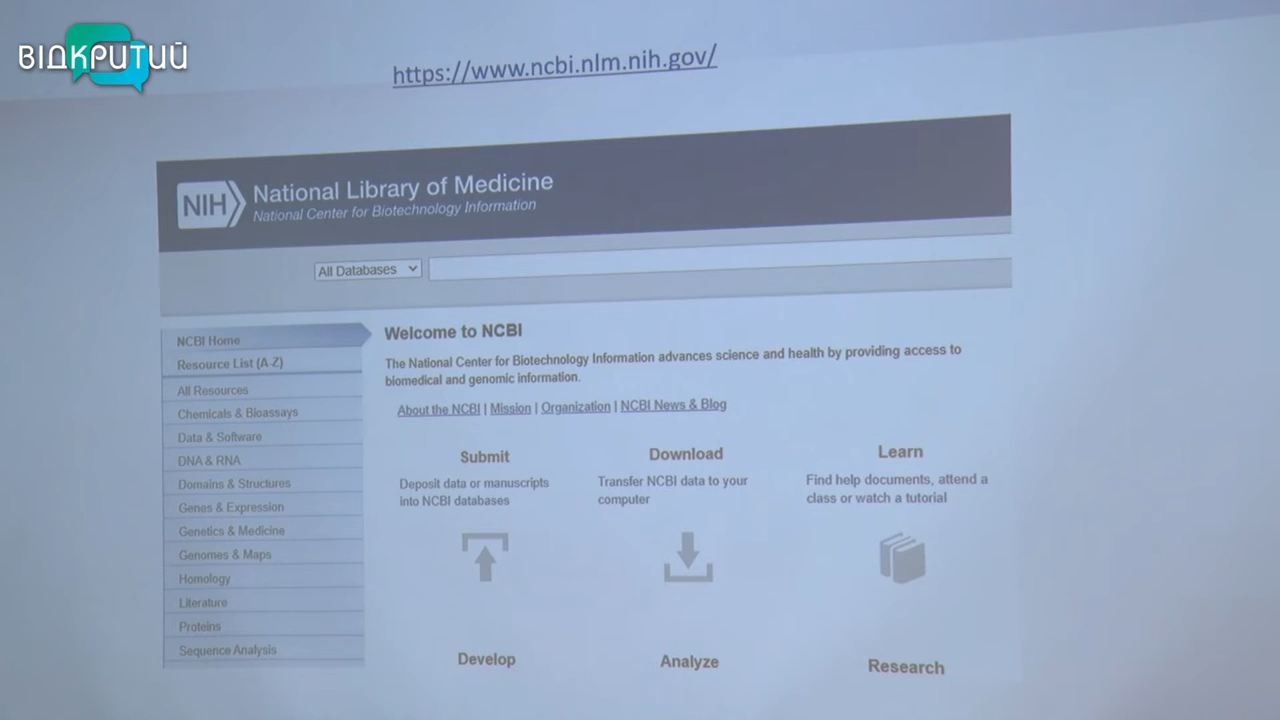 ВІДКРИТИЙ
https://www.ncbi.nlm.nih.gov/
NIH
National Library of Medicine
National Center for Biotechnology Information
All Databases
NCBI Home
Resource List (A-Z)
All Resources
Chemicals & Bioassays
Data & Software
DNA & RNA
Domains & Structures
Genes & Expression
Genetics & Medicine
Genomes & Maps
Homology
Literature
Proteins
Sequence Analysis
Welcome to NCBI
The National Center for Biotechnology Information advances science and health by providing access to
biomedical and genomic information.
About the NCBI | Mission | Organization | NCBI News & Blog
Submit
Deposit data or manuscripts
into NCBI databases
Download
Transfer NCBI data to your
computer
Learn
Find help documents, attend a
class or watch a tutorial
Develop
Analyze
Research